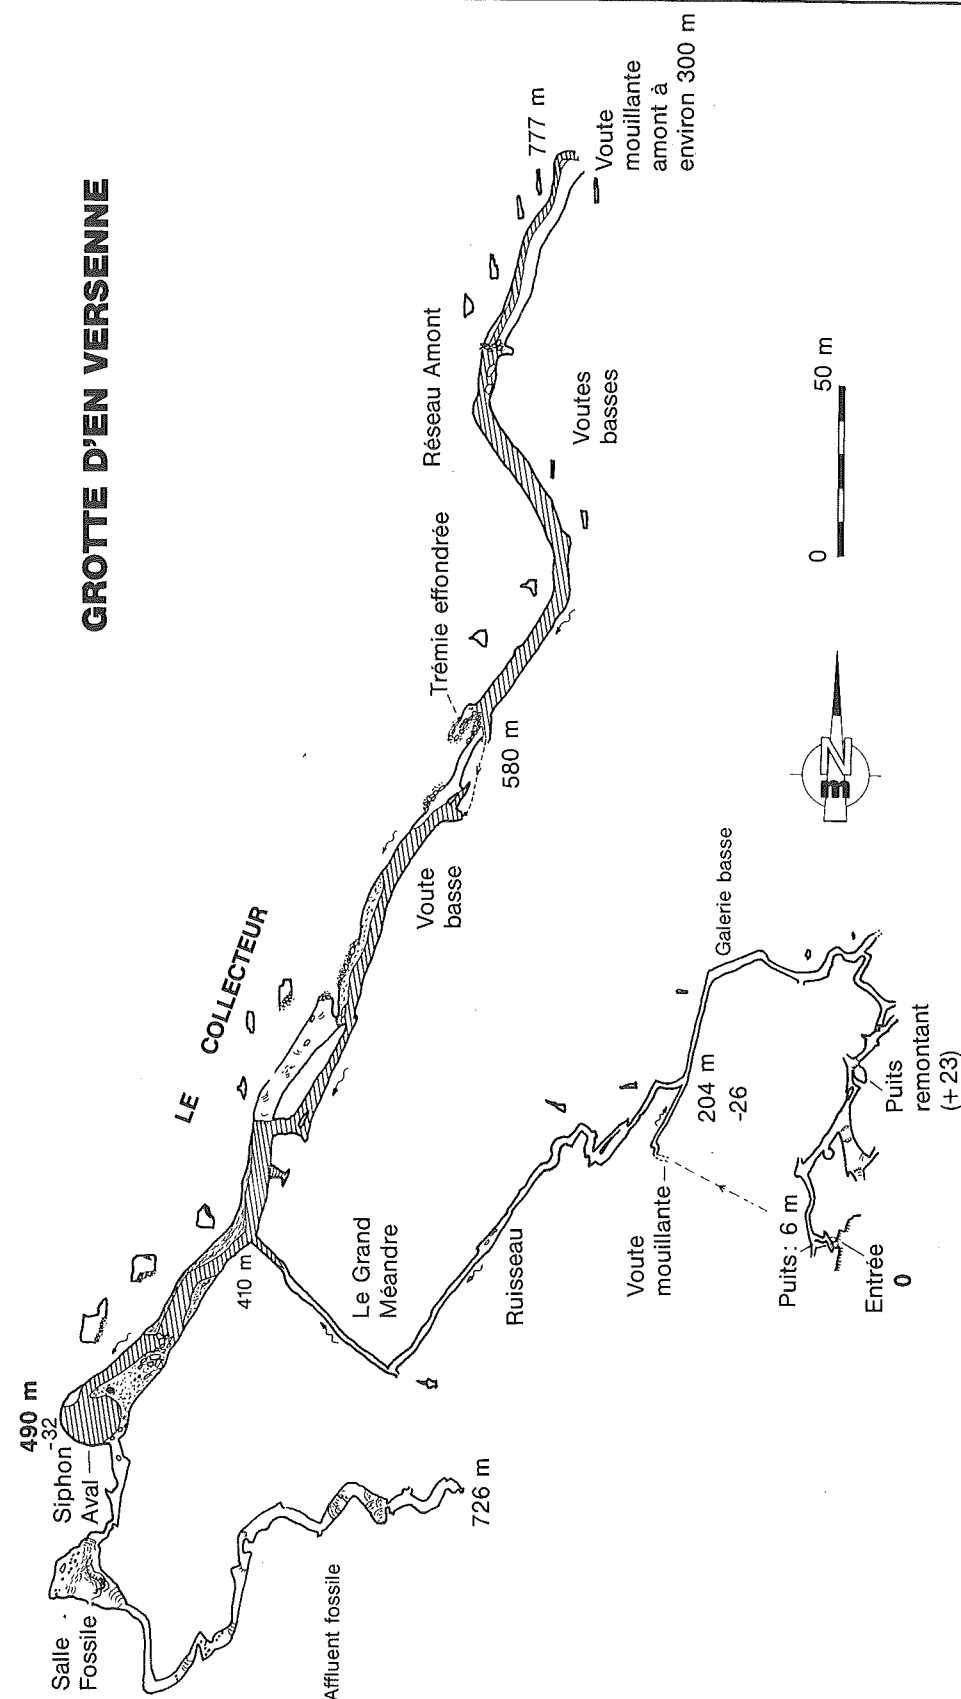 GROTTE D'EN VERSENNE
777 m
Voute
mouillante
amont à
environ 300 m
Réseau Amont
Voutes
basses
0
50 m
Trémie effondrée
580 m
N
m
Voute
basse
LE COLLECTEUR
Galerie basse
204 m
-26
Puits
remontant
(+ 23)
Voute
mouillante
Puits: 6 m
Entrée
0
Ruisseau
Le Grand
Méandre
410 m
490 m
-32
Siphon
Aval
Salle
Fossile
726 m
Affluent fossile